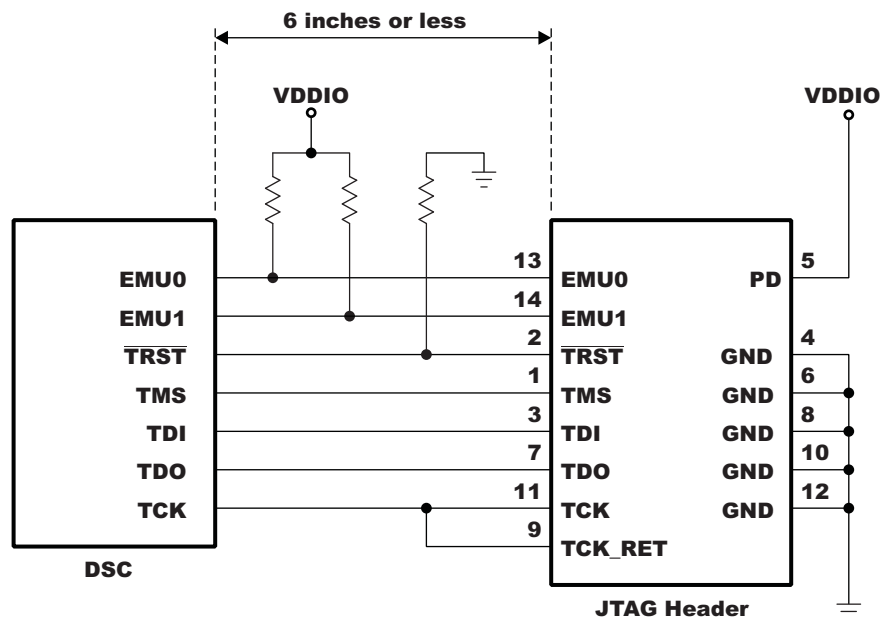 6 inches or less
VDDIO
VDDIO
13
5
EMU0
EMU0
PD
14
EMU1
EMU1
2
4
TRST
TRST
GND
1
6
TMS
TMS
GND
3
8
TDI
TDI
GND
7
10
TDO
TDO
GND
11
12
TCK
TCK
GND
9
TCK_RET
DSC
JTAG Header